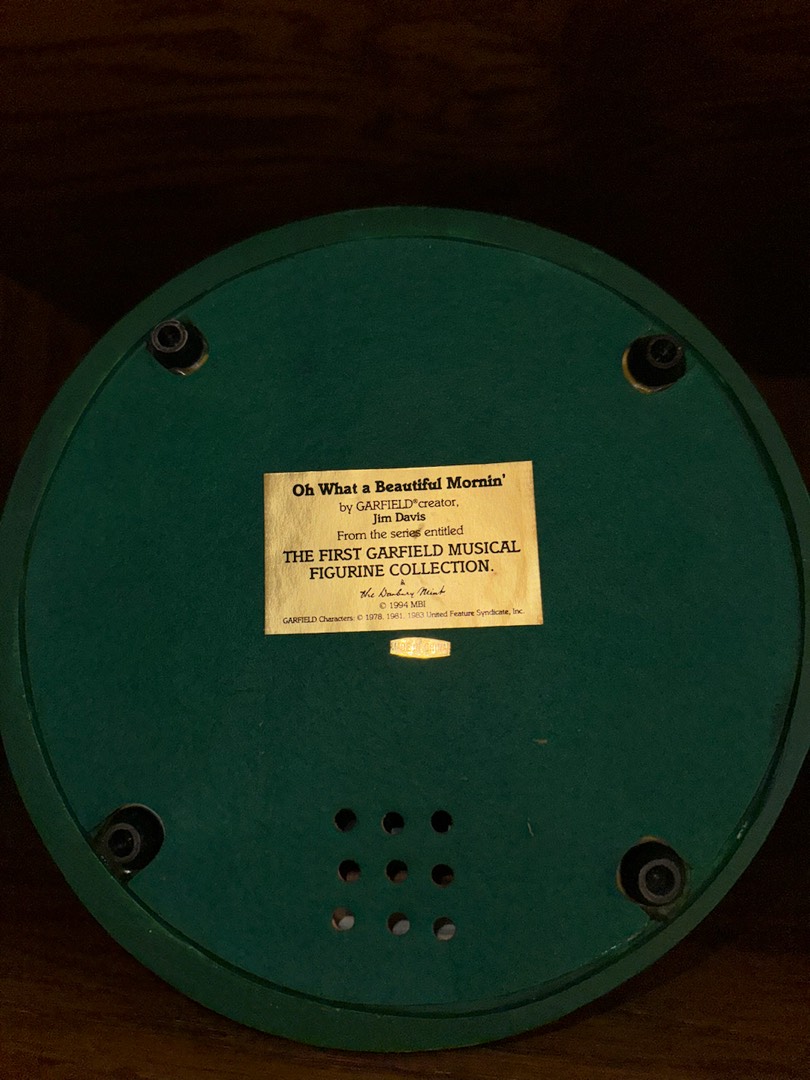 Oh What a Beautiful Mornin'
by GARFIELD® creator,
Jim Davis
From the series entitled
THE FIRST GARFIELD MUSICAL
FIGURINE COLLECTION.
The Danbury Mint
© 1994 MBI
GARFIELD Characters: © 1978, 1981, 1983 United Feature Syndicate, Inc.